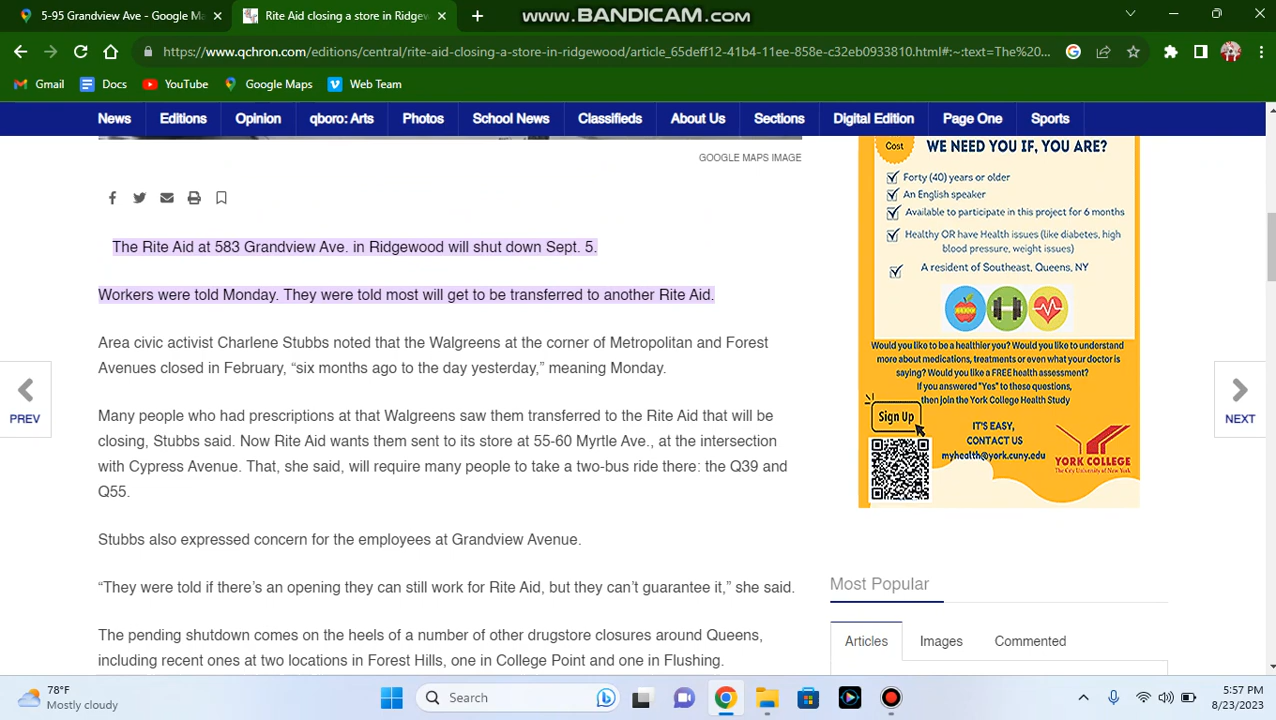 5-95 Grandview Ave - Google Ma
Rite Aid closing a store in Ridgew
www.BANDICAM.com
https://www.qchron.com/editions/central/rite-aid-closing-a-store-in-ridgewood/article_65deff12-41b4-11ee-858e-c32eb0933810.html#:~:text=The%20...
Gmail
Docs
YouTube
Google Maps
Web Team
News
Editions
Opinion
qboro: Arts
Photos
School News
Classifieds
About Us
Sections
Digital Edition
Page One
Sports
GOOGLE MAPS IMAGE
The Rite Aid at 583 Grandview Ave. in Ridgewood will shut down Sept. 5.
Workers were told Monday. They were told most will get to be transferred to another Rite Aid.
Area civic activist Charlene Stubbs noted that the Walgreens at the corner of Metropolitan and Forest
Avenues closed in February, “six months ago to the day yesterday,” meaning Monday.
Many people who had prescriptions at that Walgreens saw them transferred to the Rite Aid that will be
closing, Stubbs said. Now Rite Aid wants them sent to its store at 55-60 Myrtle Ave., at the intersection
with Cypress Avenue. That, she said, will require many people to take a two-bus ride there: the Q39 and
Q55.
Stubbs also expressed concern for the employees at Grandview Avenue.
“They were told if there’s an opening they can still work for Rite Aid, but they can’t guarantee it,” she said.
The pending shutdown comes on the heels of a number of other drugstore closures around Queens,
including recent ones at two locations in Forest Hills, one in College Point and one in Flushing.
PREV
NEXT
Cost
WE NEED YOU IF, YOU ARE?
Forty (40) years or older
An English speaker
Available to participate in this project for 6 months
Healthy OR have Health issues (like diabetes, high
blood pressure, weight issues)
A resident of Southeast, Queens, NY
Would you like to be a healthier you? Would you like to understand
more about medications, treatments or even what your doctor is
saying? Would you like a FREE health assessment?
If you answered "Yes" to these questions,
then join the York College Health Study
Sign Up
IT'S EASY,
CONTACT US
myhealth@york.cuny.edu
YORK COLLEGE
The City University of New York
Most Popular
Articles
Images
Commented
78°F
Mostly cloudy
Search
5:57 PM
8/23/2023